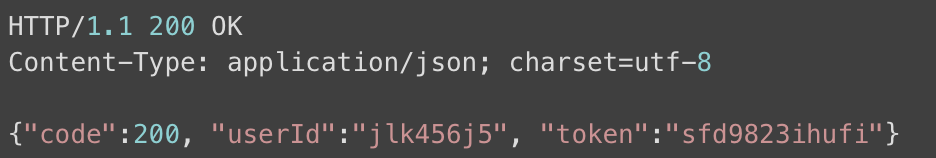 HTTP/1.1 200 OK
Content-Type: application/json; charset=utf-8
{"code":200, "userId":"jlk456j5", "token":"sfd9823ihufi"}